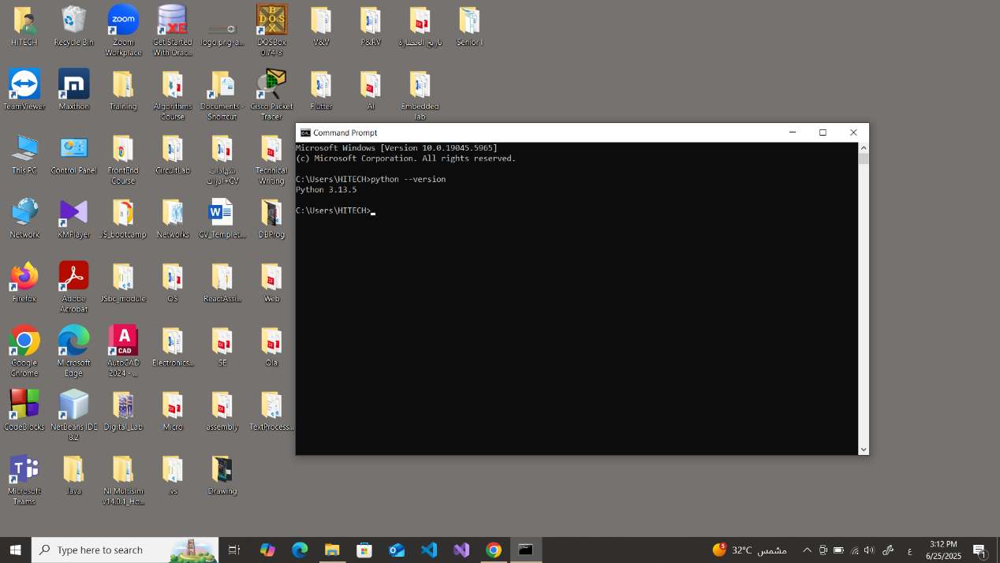 HITECH
Recycle Bin
Zoom
Workplace
Get Started
With Orac...
logo png-a...
DOSBox
0.74-3
V&V
P&RV
تاريخ الحضارة
Senior I
TeamViewer
Maxthon
Training
Algorithms
Course
Documents -
Shortcut
Cisco Packet
Tracer
Flutter
AI
Embedded
lab
This PC
Control Panel
FrontEnd
Course
CircuitLab
شهادات
ادراك+CV
Technical
Writing
Network
KMPlayer
JS_bootcamp
Networks
CV_Templet...
DBProg
Firefox
Adobe
Acrobat
JSbc_module
OS
ReactAssi...
Web
Google
Chrome
Microsoft
Edge
AutoCAD
2024 - ...
Electronics...
SE
Ola
CodeBlocks
NetBeans IDE
8.2
Digital_Lab
Micro
assembly
TextProcess...
Microsoft
Teams
Java
NI Multisim
v14.0.1_Ho...
.vs
Drawing
Command Prompt
Microsoft Windows [Version 10.0.19045.5965]
(c) Microsoft Corporation. All rights reserved.
C:\Users\HITECH>python --version
Python 3.13.5
C:\Users\HITECH>
Type here to search
5
32°C مشمس
ع
3:12 PM
6/25/2025
1